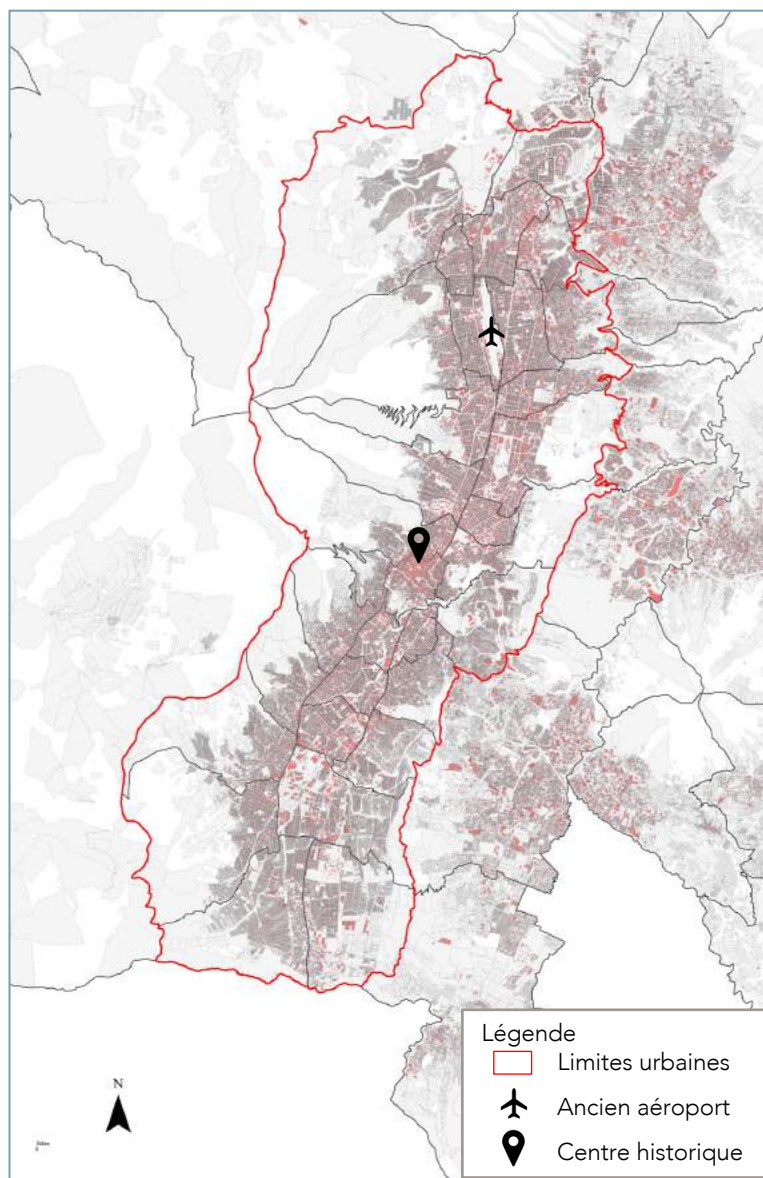 N
Légende
Limites urbaines
Ancien aéroport
Centre historique